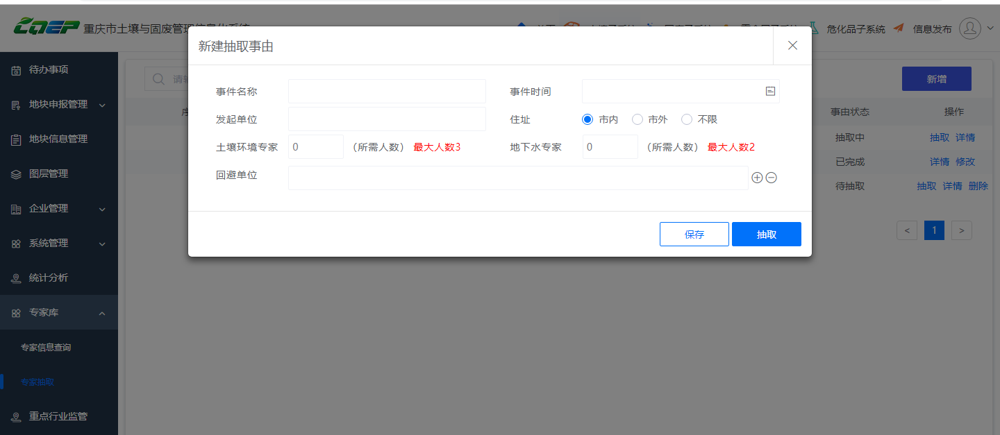 CQEP 重庆市土壤与固废管理信息化系统
危化品子系统 信息发布
待办事项
地块申报管理
地块信息管理
图层管理
企业管理
系统管理
统计分析
专家库
专家信息查询
专家抽取
重点行业监管
新建抽取事由
事件名称
事件时间
发起单位
住址 市内 市外 不限
土壤环境专家 0 (所需人数) 最大人数3
地下水专家 0 (所需人数) 最大人数2
回避单位
保存 抽取
新增
事由状态 操作
抽取中 抽取 详情
已完成 详情 修改
待抽取 抽取 详情 删除
< 1 >